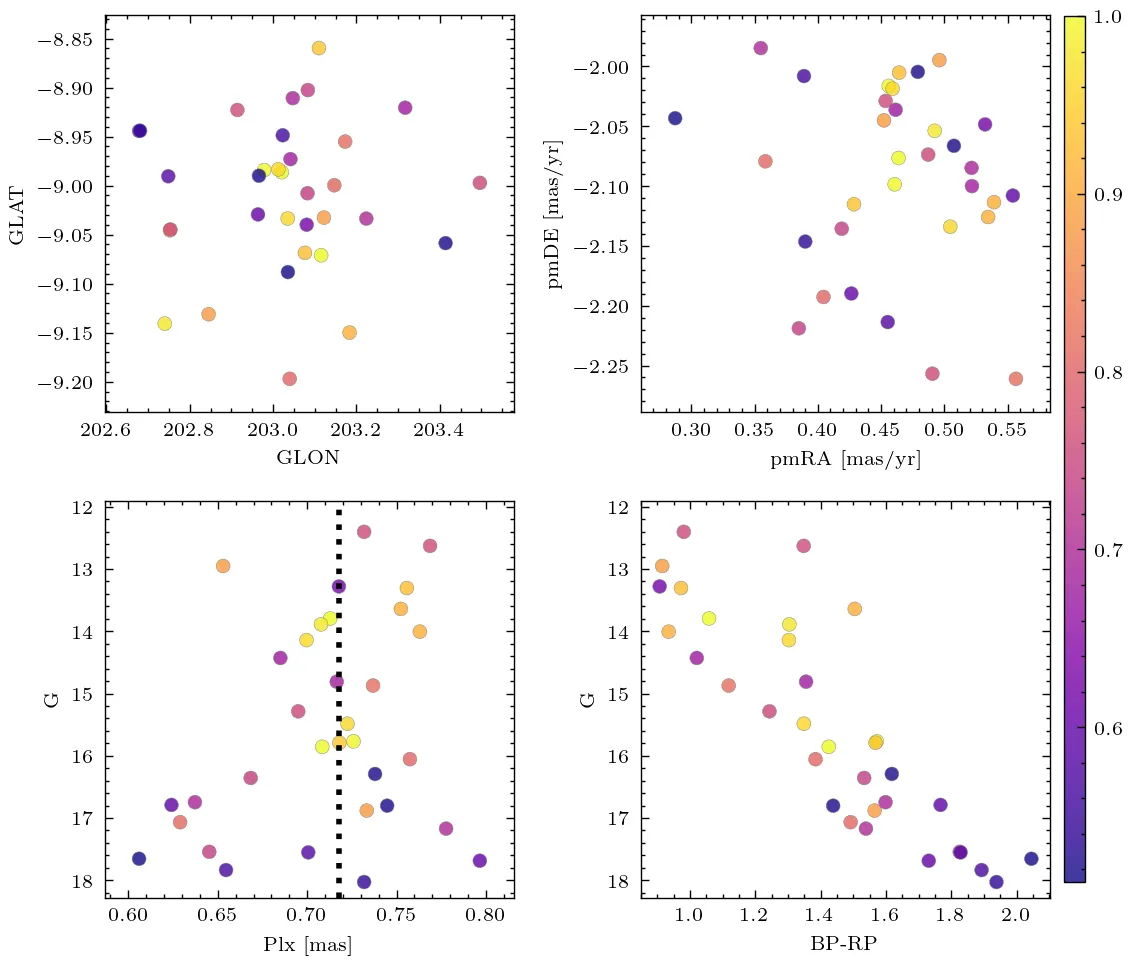 −8.85
−8.90
−8.95
−9.00
−9.05
−9.10
−9.15
−9.20
GLAT
202.6 202.8 203.0 203.2 203.4
GLON
−2.00
−2.05
−2.10
−2.15
−2.20
−2.25
pmDE [mas/yr]
0.30 0.35 0.40 0.45 0.50 0.55
pmRA [mas/yr]
1.0
0.9
0.8
0.7
0.6
12
13
14
15
16
17
18
G
0.60 0.65 0.70 0.75 0.80
Plx [mas]
12
13
14
15
16
17
18
G
1.0 1.2 1.4 1.6 1.8 2.0
BP-RP